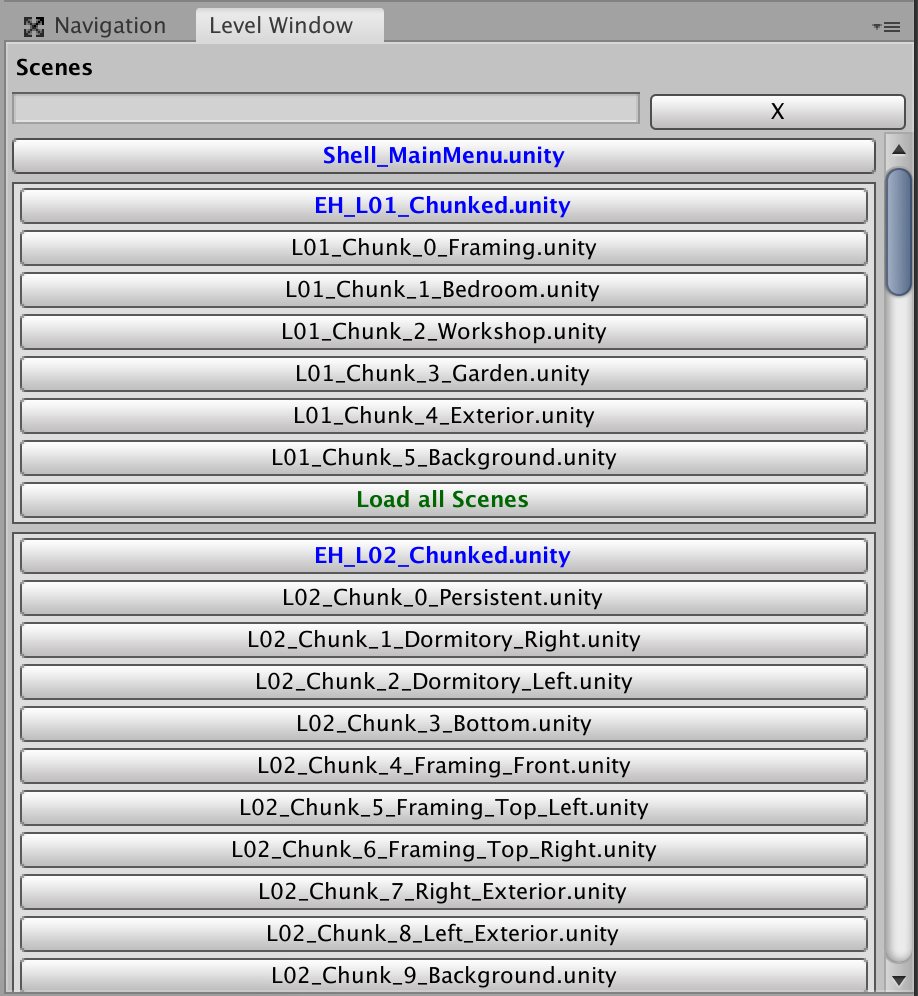 Navigation
Level Window
Scenes
X
Shell_MainMenu.unity
EH_L01_Chunked.unity
L01_Chunk_0_Framing.unity
L01_Chunk_1_Bedroom.unity
L01_Chunk_2_Workshop.unity
L01_Chunk_3_Garden.unity
L01_Chunk_4_Exterior.unity
L01_Chunk_5_Background.unity
Load all Scenes
EH_L02_Chunked.unity
L02_Chunk_0_Persistent.unity
L02_Chunk_1_Dormitory_Right.unity
L02_Chunk_2_Dormitory_Left.unity
L02_Chunk_3_Bottom.unity
L02_Chunk_4_Framing_Front.unity
L02_Chunk_5_Framing_Top_Left.unity
L02_Chunk_6_Framing_Top_Right.unity
L02_Chunk_7_Right_Exterior.unity
L02_Chunk_8_Left_Exterior.unity
L02_Chunk_9_Background.unity